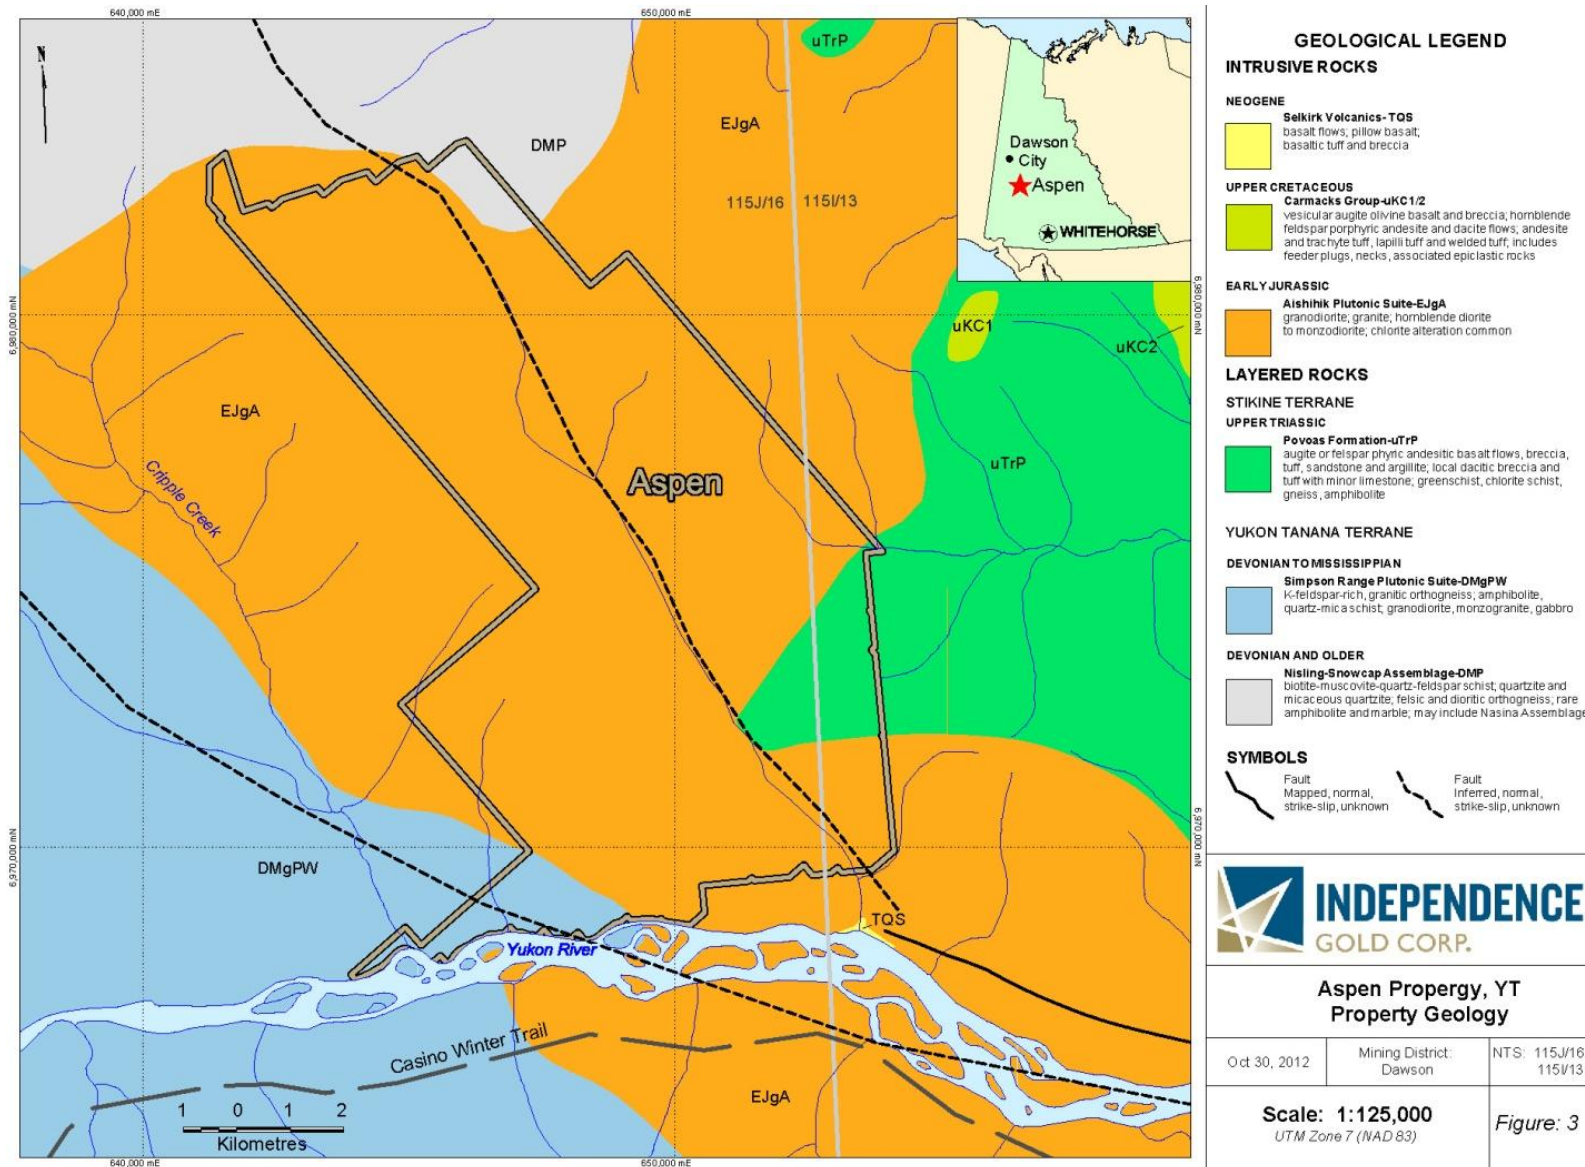 640,000 mE
650,000 mE
N
uTrP
DMP
EJgA
115J/16
115I/13
Dawson
City
Aspen
WHITEHORSE
6,980,000 mN
6,980,000 mN
uKC1
uKC2
EJgA
Cripple Creek
Aspen
uTrP
6,970,000 mN
6,970,000 mN
DMgPW
TQS
Yukon River
Casino Winter Trail
EJgA
1 0 1 2
Kilometres
640,000 mE
650,000 mE
GEOLOGICAL LEGEND
INTRUSIVE ROCKS
NEOGENE
Selkirk Volcanics- TQS
basalt flows; pillow basalt;
basaltic tuff and breccia
UPPER CRETACEOUS
Carmacks Group-uKC1/2
vesicular augite olivine basalt and breccia; hornblende
feldspar porphyric andesite and dacite flows; andesite
and trachyte tuff, lapilli tuff and welded tuff; includes
feeder plugs, necks, associated epiclastic rocks
EARLY JURASSIC
Aishihik Plutonic Suite-EJgA
granodiorite; granite; hornblende diorite
to monzodiorite; chlorite alteration common
LAYERED ROCKS
STIKINE TERRANE
UPPER TRIASSIC
Povoas Formation-uTrP
augite or felspar phyric andesitic basalt flows, breccia,
tuff, sandstone and argillite; local dacitic breccia and
tuff with minor limestone; greenschist, chlorite schist,
gneiss, amphibolite
YUKON TANANA TERRANE
DEVONIAN TO MISSISSIPPIAN
Simpson Range Plutonic Suite-DMgPW
K-feldspar-rich, granitic orthogneiss; amphibolite,
quartz-mica schist; granodiorite, monzogranite, gabbro
DEVONIAN AND OLDER
Nisling-Snowcap Assemblage-DMP
biotite-muscovite-quartz-feldspar schist; quartzite and
micaceous quartzite; felsic and dioritic orthogneiss; rare
amphibolite and marble; may include Nasina Assemblage
SYMBOLS
Fault
Mapped, normal,
strike-slip, unknown
Fault
Inferred, normal,
strike-slip, unknown
INDEPENDENCE
GOLD CORP.
Aspen Propergy, YT
Property Geology
Oct 30, 2012
Mining District:
Dawson
NTS: 115J/16
115I/13
Scale: 1:125,000
UTM Zone 7 (NAD 83)
Figure: 3